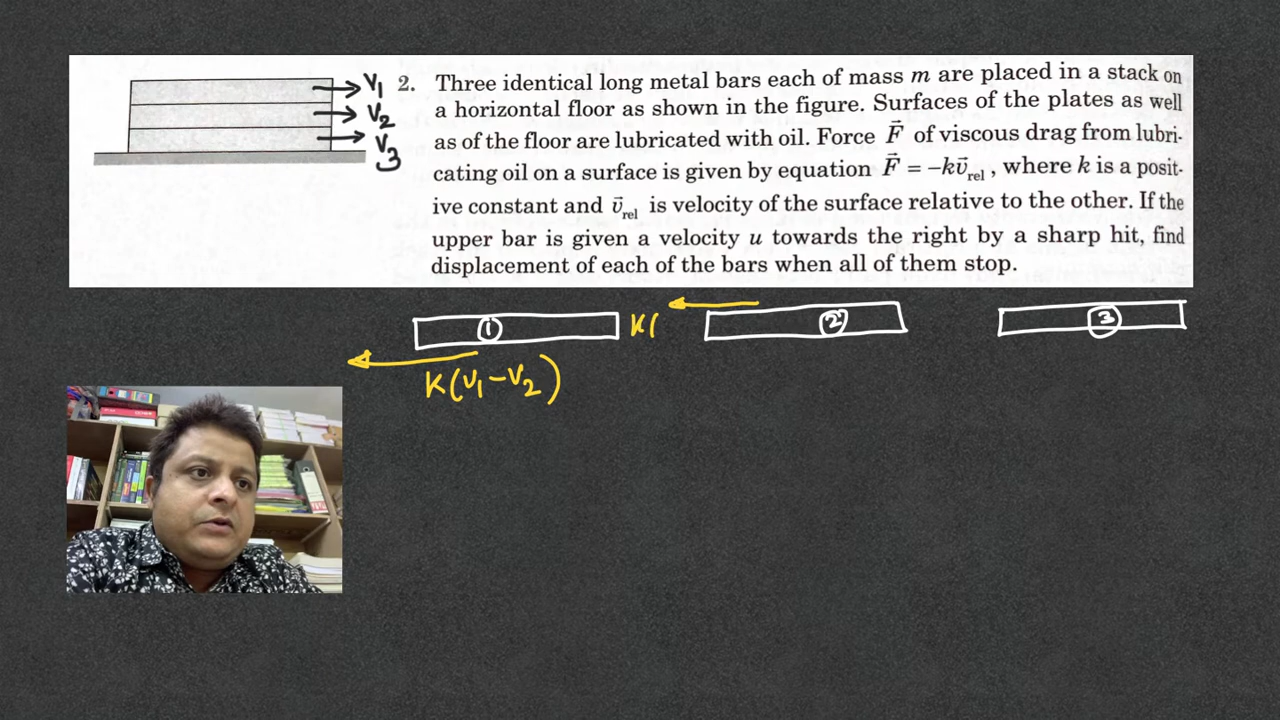 2. Three identical long metal bars each of mass m are placed in a stack on
a horizontal floor as shown in the figure. Surfaces of the plates as well
as of the floor are lubricated with oil. Force F⃗ of viscous drag from lubri-
cating oil on a surface is given by equation F⃗ = −kv⃗rel, where k is a posit-
ive constant and v⃗rel is velocity of the surface relative to the other. If the
upper bar is given a velocity u towards the right by a sharp hit, find
displacement of each of the bars when all of them stop.
V1
V2
V3
1
K(
2
3
K(V1-V2)